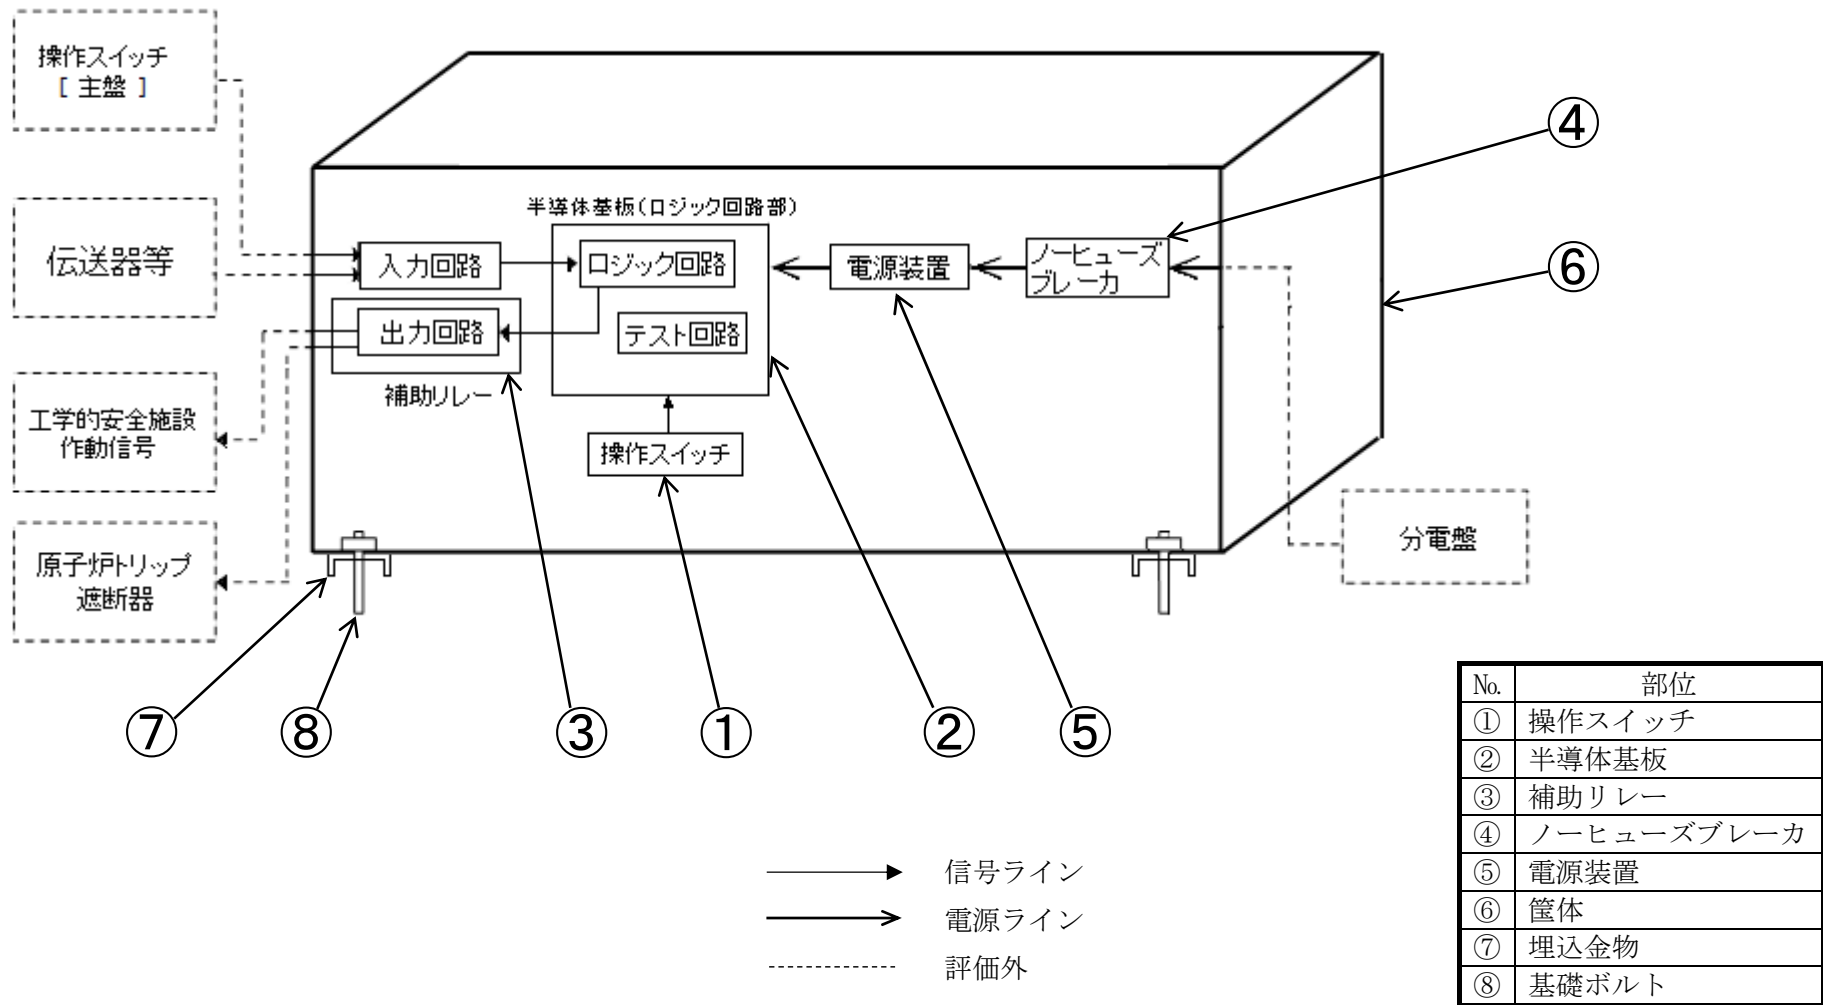 操作スイッチ
[ 主盤 ]
伝送器等
工学的安全施設
作動信号
原子炉トリップ
遮断器
半導体基板(ロジック回路部)
入力回路
ロジック回路
電源装置
ノーヒューズ
ブレーカ
出力回路
テスト回路
補助リレー
操作スイッチ
分電盤
④
⑥
⑦
⑧
③
①
②
⑤
信号ライン
電源ライン
評価外
№ 部位
① 操作スイッチ
② 半導体基板
③ 補助リレー
④ ノーヒューズブレーカ
⑤ 電源装置
⑥ 筐体
⑦ 埋込金物
⑧ 基礎ボルト